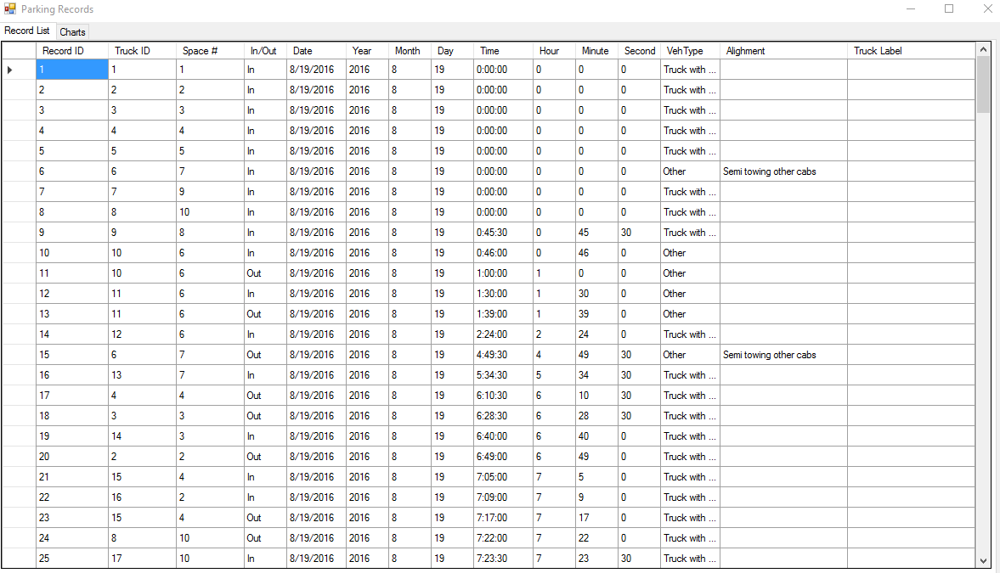 Parking Records
Record List Charts
Record ID Truck ID Space # In/Out Date Year Month Day Time Hour Minute Second VehType Alighment Truck Label
1 1 1 In 8/19/2016 2016 8 19 0:00:00 0 0 0 Truck with ...
2 2 2 In 8/19/2016 2016 8 19 0:00:00 0 0 0 Truck with ...
3 3 3 In 8/19/2016 2016 8 19 0:00:00 0 0 0 Truck with ...
4 4 4 In 8/19/2016 2016 8 19 0:00:00 0 0 0 Truck with ...
5 5 5 In 8/19/2016 2016 8 19 0:00:00 0 0 0 Truck with ...
6 6 7 In 8/19/2016 2016 8 19 0:00:00 0 0 0 Other Semi towing other cabs
7 7 9 In 8/19/2016 2016 8 19 0:00:00 0 0 0 Truck with ...
8 8 10 In 8/19/2016 2016 8 19 0:00:00 0 0 0 Truck with ...
9 9 8 In 8/19/2016 2016 8 19 0:45:30 0 45 30 Truck with ...
10 10 6 In 8/19/2016 2016 8 19 0:46:00 0 46 0 Other
11 10 6 Out 8/19/2016 2016 8 19 1:00:00 1 0 0 Other
12 11 6 In 8/19/2016 2016 8 19 1:30:00 1 30 0 Other
13 11 6 Out 8/19/2016 2016 8 19 1:39:00 1 39 0 Other
14 12 6 In 8/19/2016 2016 8 19 2:24:00 2 24 0 Truck with ...
15 6 7 Out 8/19/2016 2016 8 19 4:49:30 4 49 30 Other Semi towing other cabs
16 13 7 In 8/19/2016 2016 8 19 5:34:30 5 34 30 Truck with ...
17 4 4 Out 8/19/2016 2016 8 19 6:10:30 6 10 30 Truck with ...
18 3 3 Out 8/19/2016 2016 8 19 6:28:30 6 28 30 Truck with ...
19 14 3 In 8/19/2016 2016 8 19 6:40:00 6 40 0 Truck with ...
20 2 2 Out 8/19/2016 2016 8 19 6:49:00 6 49 0 Truck with ...
21 15 4 In 8/19/2016 2016 8 19 7:05:00 7 5 0 Truck with ...
22 16 2 In 8/19/2016 2016 8 19 7:09:00 7 9 0 Truck with ...
23 15 4 Out 8/19/2016 2016 8 19 7:17:00 7 17 0 Truck with ...
24 8 10 Out 8/19/2016 2016 8 19 7:22:00 7 22 0 Truck with ...
25 17 10 In 8/19/2016 2016 8 19 7:23:30 7 23 30 Truck with ...